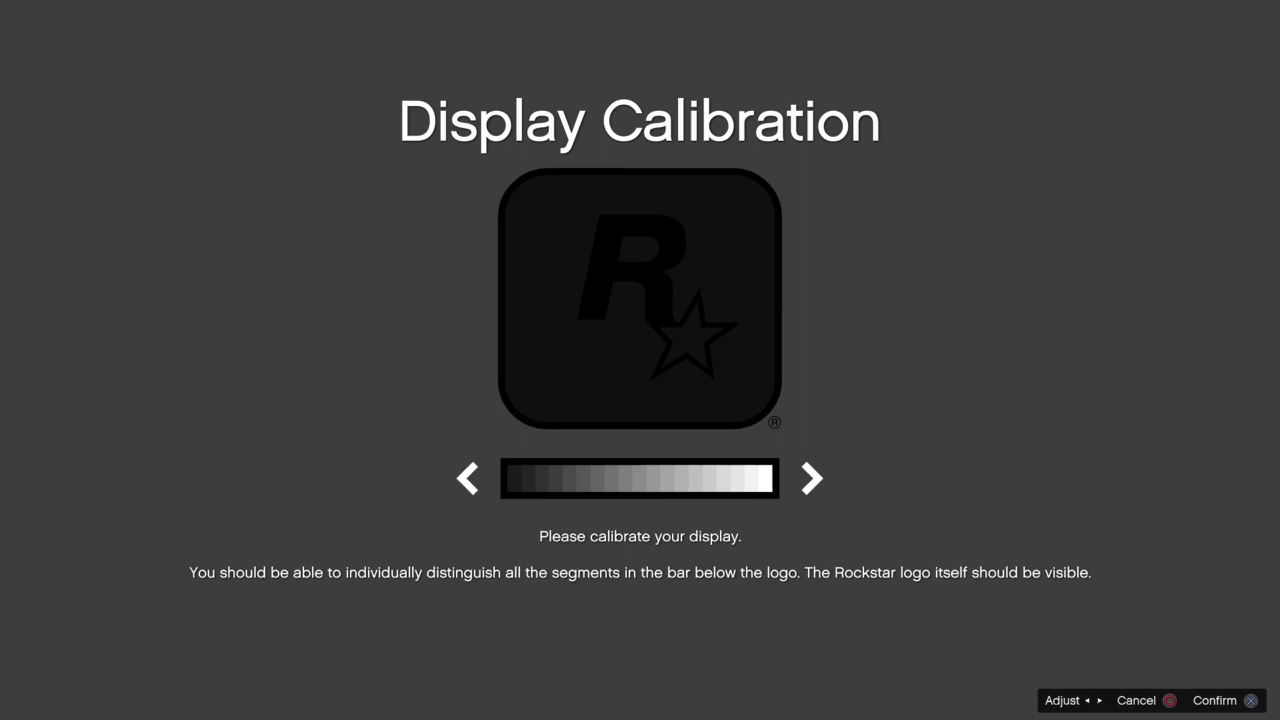 Display Calibration
R
®
Please calibrate your display.
You should be able to individually distinguish all the segments in the bar below the logo. The Rockstar logo itself should be visible.
Adjust Cancel Confirm